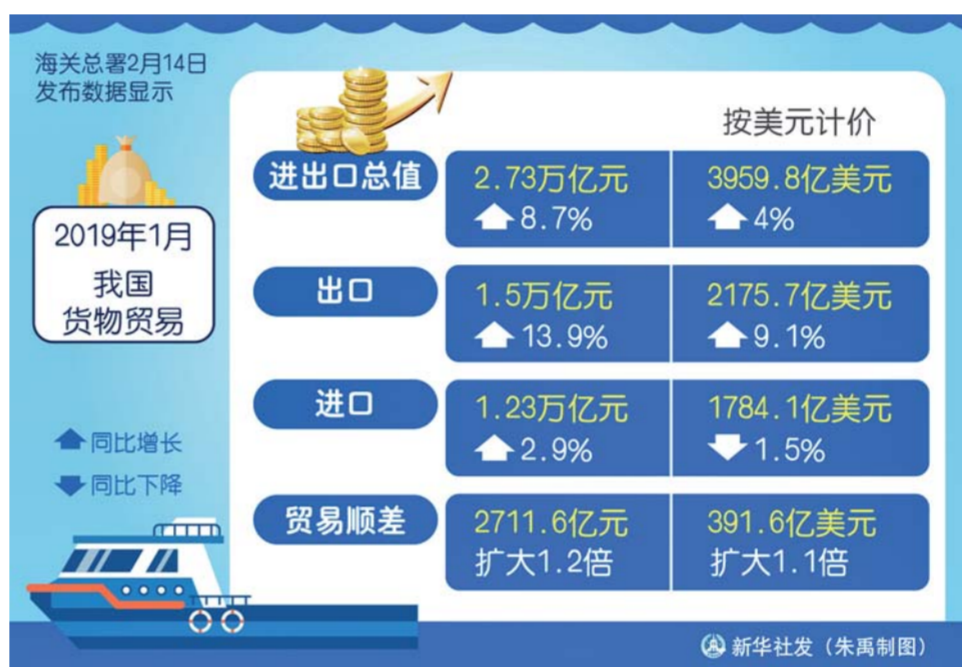 海关总署2月14日
发布数据显示
2019年1月
我国
货物贸易
同比增长
同比下降
按美元计价
进出口总值
2.73万亿元
8.7%
3959.8亿美元
4%
出口
1.5万亿元
13.9%
2175.7亿美元
9.1%
进口
1.23万亿元
2.9%
1784.1亿美元
1.5%
贸易顺差
2711.6亿元
扩大1.2倍
391.6亿美元
扩大1.1倍
新华社发（朱禹制图）